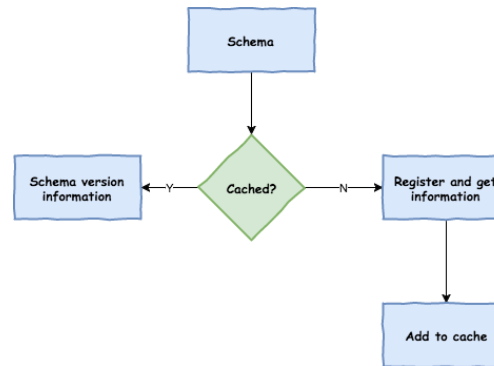 Schema
Schema version
information
Y
Cached?
N
Register and get
information
Add to cache